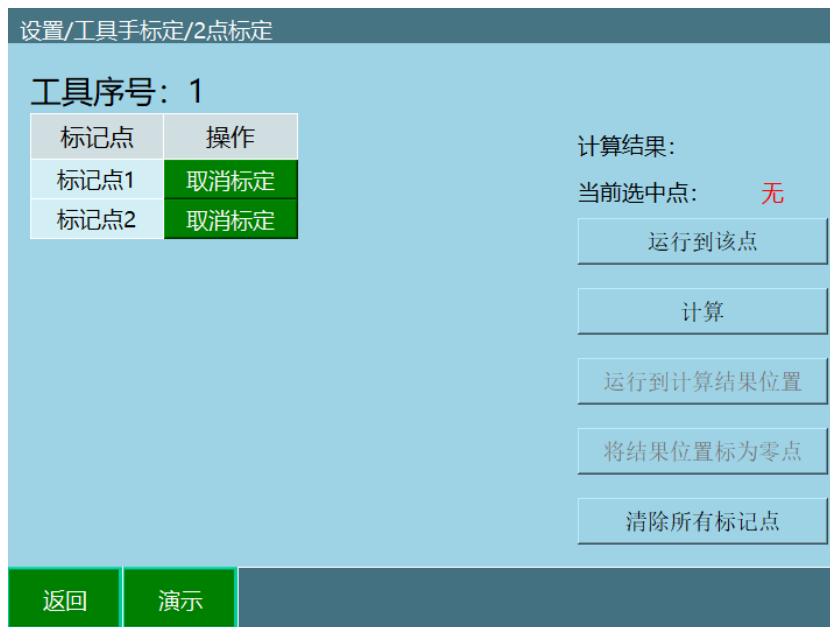 设置/工具手标定/2点标定
工具序号：1
标记点 操作
标记点1 取消标定
标记点2 取消标定
计算结果：
当前选中点： 无
运行到该点
计算
运行到计算结果位置
将结果位置标为零点
清除所有标记点
返回 演示